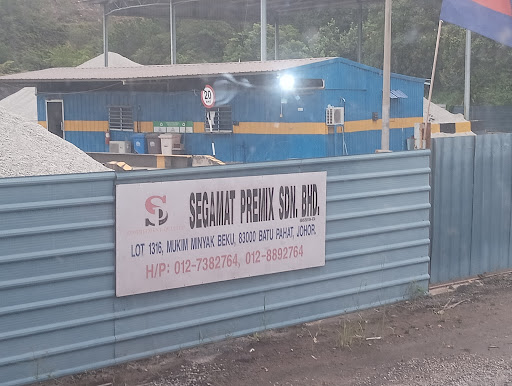 20
SEGAMAT PREMIX SDN. BHD.
LOT 1316, MUKIM MINYAK BEKU, 83000 BATU PAHAT, JOHOR.
H/P: 012-7382764, 012-8892764